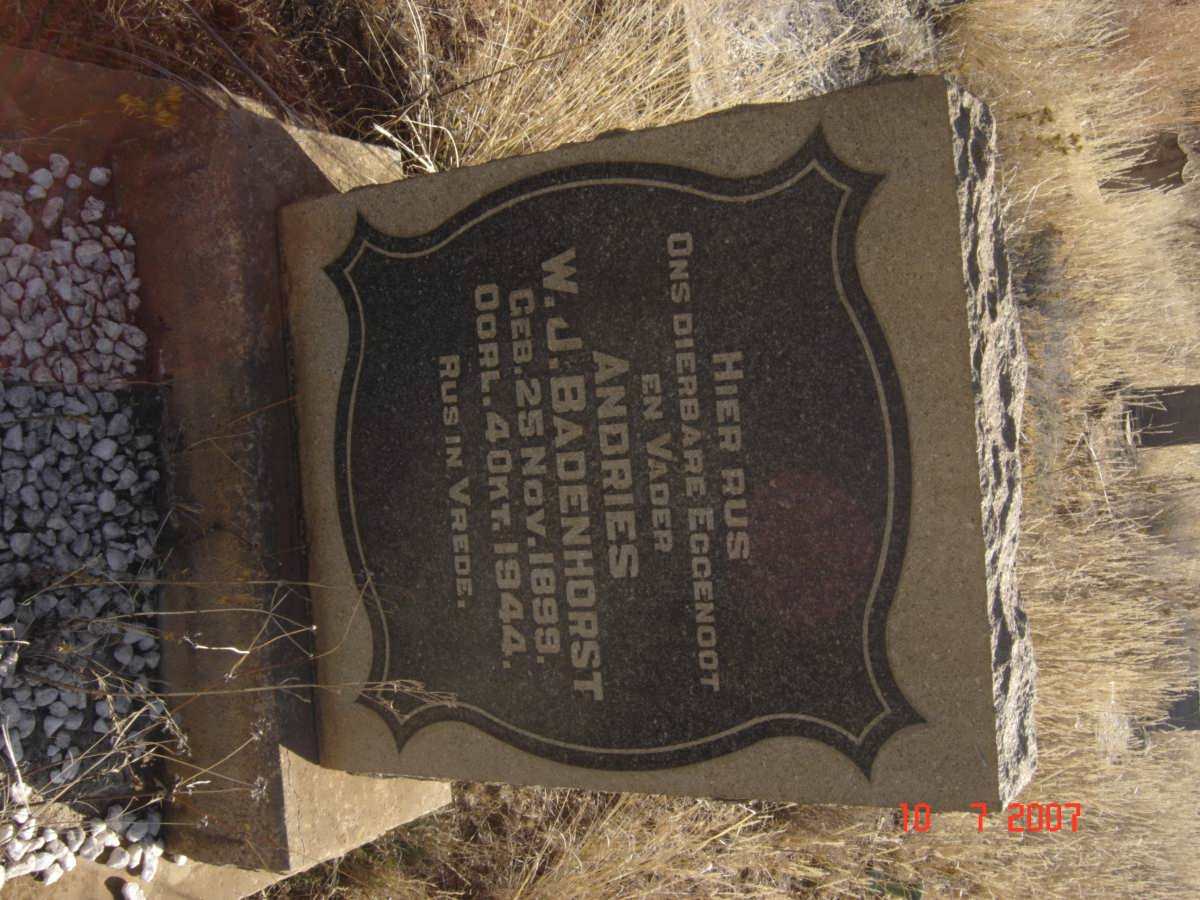 HIER RUS
ONS DIERBARE EGGENOOT
EN VADER
ANDRIES
W.J. BADENHORST
GEB. 25 NOV. 1899.
OORL. 4 OKT. 1944.
RUS IN VREDE.
10 7 2007